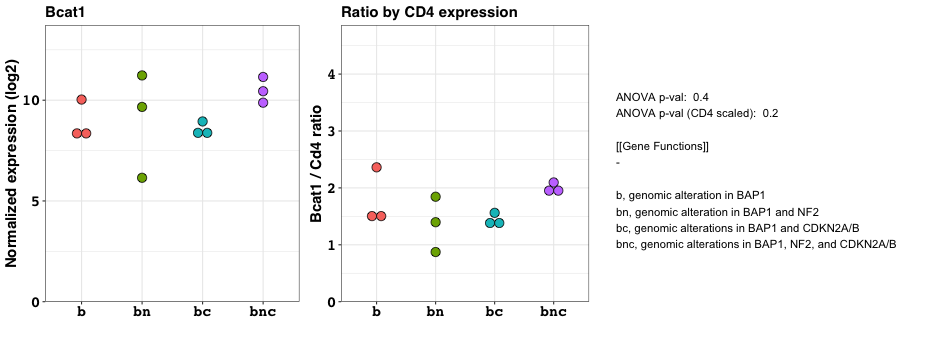 Bcat1
Normalized expression (log2)
10
5
0
b
bn
bc
bnc
Ratio by CD4 expression
Bcat1 / Cd4 ratio
4
3
2
1
0
b
bn
bc
bnc
ANOVA p-val:  0.4
ANOVA p-val (CD4 scaled):  0.2
[[Gene Functions]]
-
b, genomic alteration in BAP1
bn, genomic alteration in BAP1 and NF2
bc, genomic alterations in BAP1 and CDKN2A/B
bnc, genomic alterations in BAP1, NF2, and CDKN2A/B